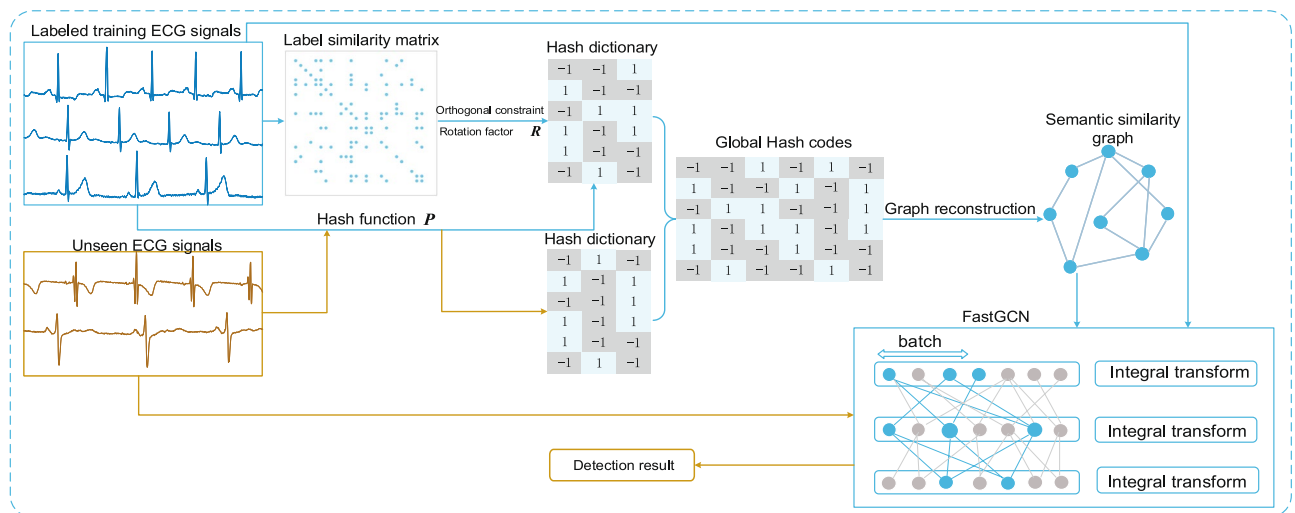 Labeled training ECG signals
Label similarity matrix
Orthogonal constraint
Rotation factor R
Hash dictionary
-1 -1 1
1 -1 -1
-1 1 1
1 -1 1
1 -1 -1
-1 1 -1
Hash function P
Unseen ECG signals
Hash dictionary
-1 1 -1
1 -1 1
-1 -1 1
1 -1 1
1 -1 -1
-1 1 -1
Global Hash codes
-1 -1 1 -1 1 -1
1 -1 -1 1 -1 1
-1 1 1 -1 -1 1
1 -1 1 1 -1 1
1 -1 -1 1 -1 -1
-1 1 -1 -1 1 -1
Graph reconstruction
Semantic similarity
graph
FastGCN
batch
Integral transform
Integral transform
Integral transform
Detection result